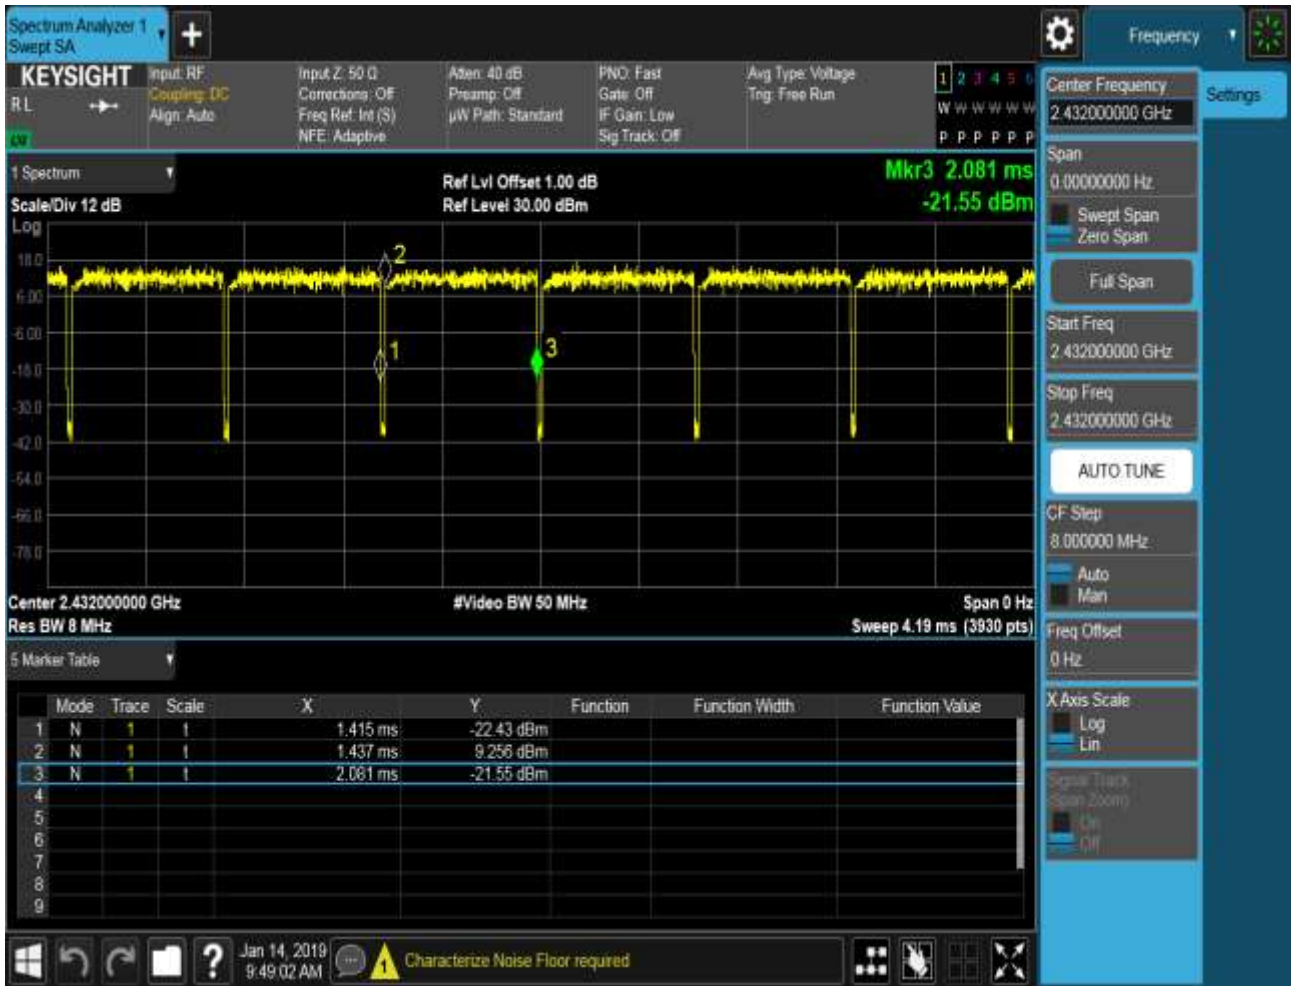 Spectrum Analyzer 1
Swept SA
+
Frequency
KEYSIGHT
RL
Input: RF
Coupling: DC
Align: Auto
Input Z: 50 Ω
Corrections: Off
Freq Ref: Int (S)
NFE: Adaptive
Atten: 40 dB
Preamp: Off
µW Path: Standard
PNO: Fast
Gate: Off
IF Gain: Low
Sig Track: Off
Avg Type: Voltage
Trig: Free Run
1 2 3 4 5 6
W W W W W W
P P P P P P
1 Spectrum
Scale/Div 12 dB
Ref Lvl Offset 1.00 dB
Ref Level 30.00 dBm
Mkr3 2.081 ms
-21.55 dBm
Log
18.0
6.00
-6.00
-18.0
-30.0
-42.0
-54.0
-66.0
-78.0
2
1
3
Center 2.432000000 GHz
#Video BW 50 MHz
Span 0 Hz
Res BW 8 MHz
Sweep 4.19 ms (3930 pts)
5 Marker Table
Mode Trace Scale X Y Function Function Width Function Value
1 N 1 t 1.415 ms -22.43 dBm
2 N 1 t 1.437 ms 9.256 dBm
3 N 1 t 2.081 ms -21.55 dBm
4
5
6
7
8
9
Jan 14, 2019
9:49:02 AM
?
1
Characterize Noise Floor required
Settings
Center Frequency
2.432000000 GHz
Span
0.00000000 Hz
Swept Span
Zero Span
Full Span
Start Freq
2.432000000 GHz
Stop Freq
2.432000000 GHz
AUTO TUNE
CF Step
8.000000 MHz
Auto
Man
Freq Offset
0 Hz
X Axis Scale
Log
Lin
Signal Track
(Span Zoom)
On
Off